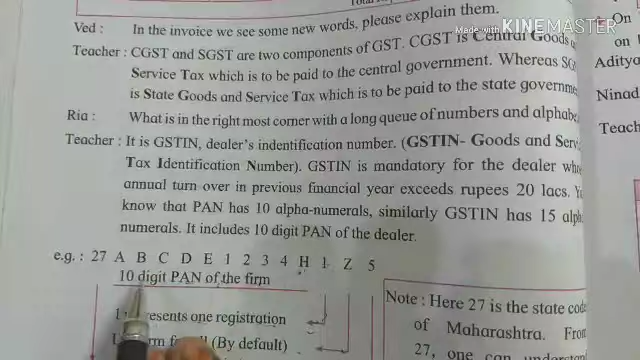 Made with KINEMASTER
Ved : In the invoice we see some new words, please explain them.
Teacher : CGST and SGST are two components of GST. CGST is Central Goods
Service Tax which is to be paid to the central government. Whereas
is State Goods and Service Tax which is to be paid to the state
Ria : What is in the right most corner with a long queue of numbers and
Teacher : It is GSTIN, dealer's indentification number. (GSTIN- Goods and
Tax Identification Number). GSTIN is mandatory for the dealer
annual turn over in previous financial year exceeds rupees 20 lacs.
know that PAN has 10 alpha-numerals, similarly GSTIN has 15
numerals. It includes 10 digit PAN of the dealer.
e.g. : 27 A B C D E 1 2 3 4 H 1 Z 5
10 digit PAN of the firm
one registration
(By default)
On
on
Aditya
Ninad
Teach
Note : Here 27 is the state
of Maharashtra. From
27, one can